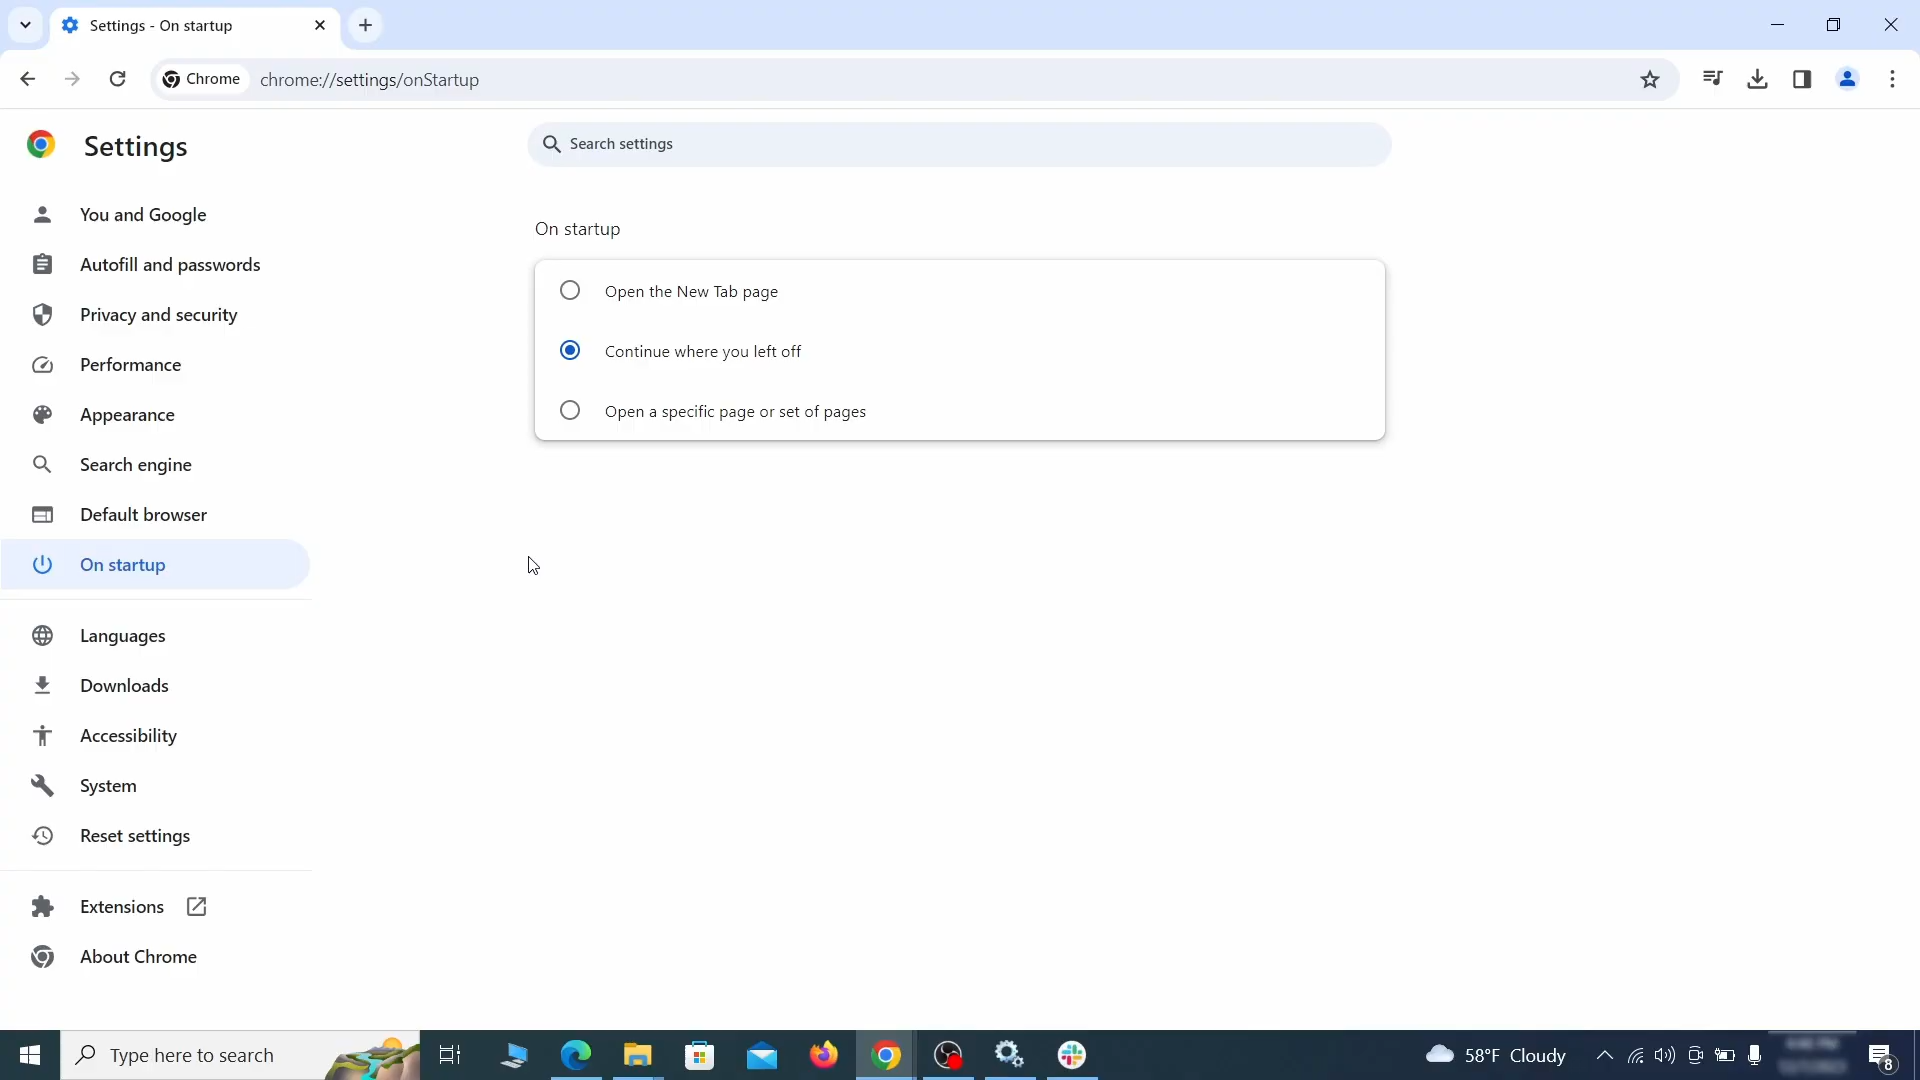 Settings - On startup
Chrome
chrome://settings/onStartup
Settings
Search settings
You and Google
Autofill and passwords
Privacy and security
Performance
Appearance
Search engine
Default browser
On startup
Languages
Downloads
Accessibility
System
Reset settings
Extensions
About Chrome
On startup
Open the New Tab page
Continue where you left off
Open a specific page or set of pages
Type here to search
58°F Cloudy
8